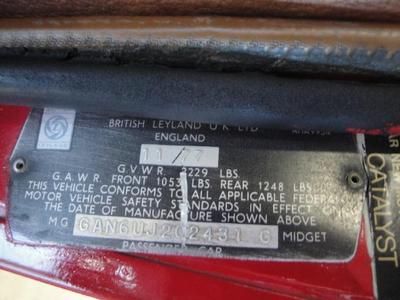 BRITISH LEYLAND U K LTD
ENGLAND
11/77
G.V.W.R. 2229 LBS.
G.A.W.R. FRONT 1053 LBS. REAR 1248 LBS
THIS VEHICLE CONFORMS TO ALL APPLICABLE FEDERAL
MOTOR VEHICLE SAFETY STANDARDS IN EFFECT ON
THE DATE OF MANUFACTURE SHOWN ABOVE
MG GAN6UJ202431 G MIDGET
PASSENGER CAR
CATALYST